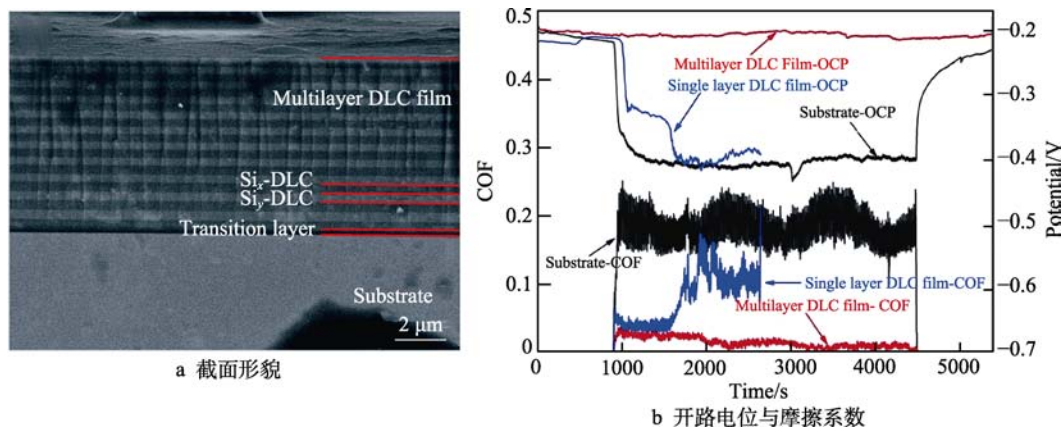 Multilayer DLC film
Siₓ-DLC
Siᵧ-DLC
Transition layer
Substrate
2 μm
a 截面形貌
0.5
0.4
0.3
0.2
0.1
0
COF
−0.2
−0.3
−0.4
−0.5
−0.6
−0.7
Potential/V
Multilayer DLC Film-OCP
Single layer DLC film-OCP
Substrate-OCP
Substrate-COF
Single layer DLC film-COF
Multilayer DLC film- COF
0 1000 2000 3000 4000 5000
Time/s
b 开路电位与摩擦系数